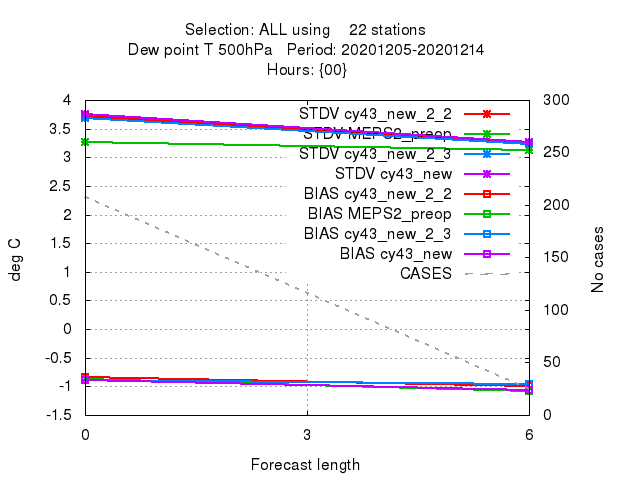 Selection: ALL using 22 stations
Dew point T 500hPa Period: 20201205-20201214
Hours: {00}
4
3.5
3
2.5
2
1.5
1
0.5
0
-0.5
-1
-1.5
deg C
STDV cy43_new_2_2
STDV MEPS2_preop
STDV cy43_new_2_3
STDV cy43_new
BIAS cy43_new_2_2
BIAS MEPS2_preop
BIAS cy43_new_2_3
BIAS cy43_new
CASES
300
250
200
150
100
50
0
No cases
0 3 6
Forecast length